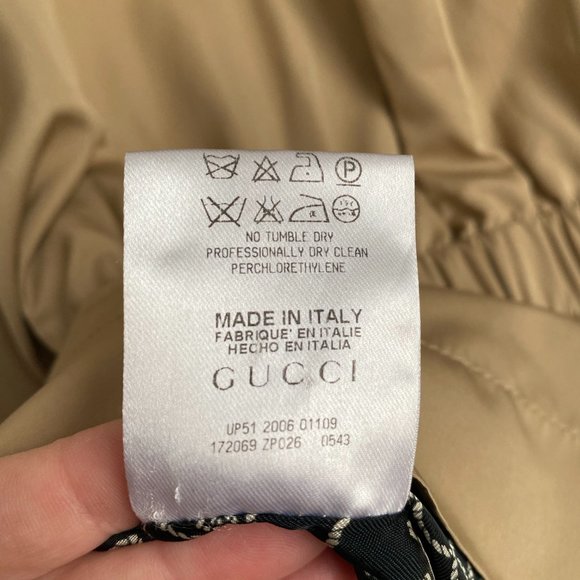 P
NO TUMBLE DRY
PROFESSIONALLY DRY CLEAN
PERCHLORETHYLENE
MADE IN ITALY
FABRIQUE' EN ITALIE
HECHO EN ITALIA
GUCCI
UP51 2006 01109
172069 ZP026 0543